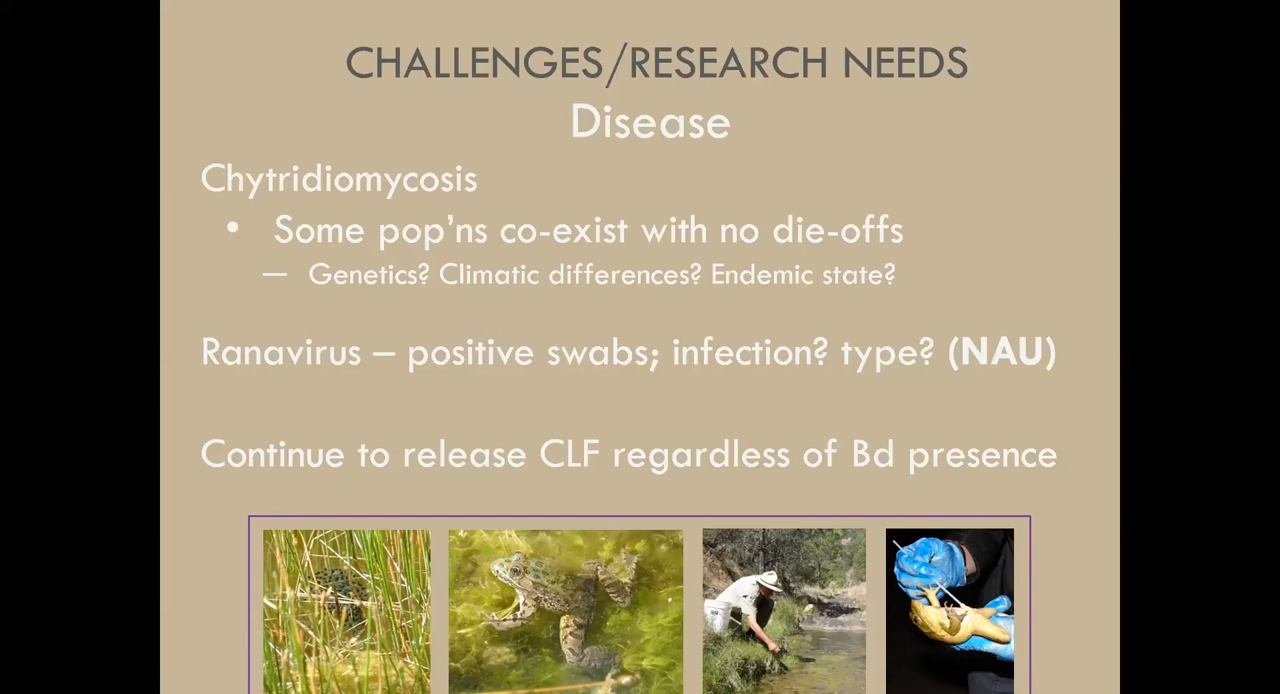 CHALLENGES/RESEARCH NEEDS
Disease
Chytridiomycosis
• Some pop'ns co-exist with no die-offs
— Genetics? Climatic differences? Endemic state?
Ranavirus – positive swabs; infection? type? (NAU)
Continue to release CLF regardless of Bd presence